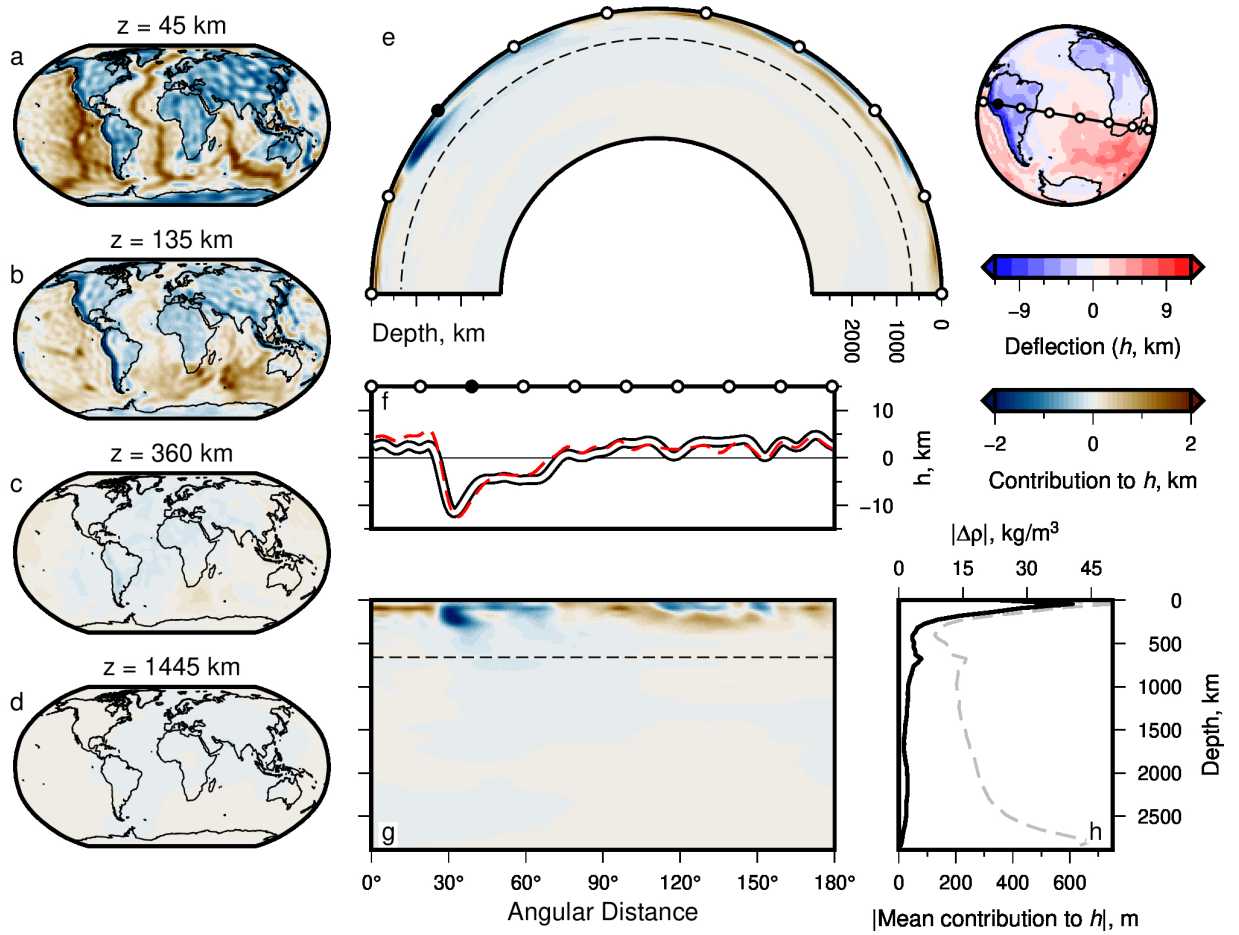 z = 45 km
a
z = 135 km
b
z = 360 km
c
z = 1445 km
d
e
Depth, km
2000
1000
0
−9 0 9
Deflection (h, km)
−2 0 2
Contribution to h, km
f
10
0
−10
h, km
g
0° 30° 60° 90° 120° 150° 180°
Angular Distance
|Δρ|, kg/m³
0 15 30 45
0
500
1000
1500
2000
2500
Depth, km
h
0 200 400 600
|Mean contribution to h|, m